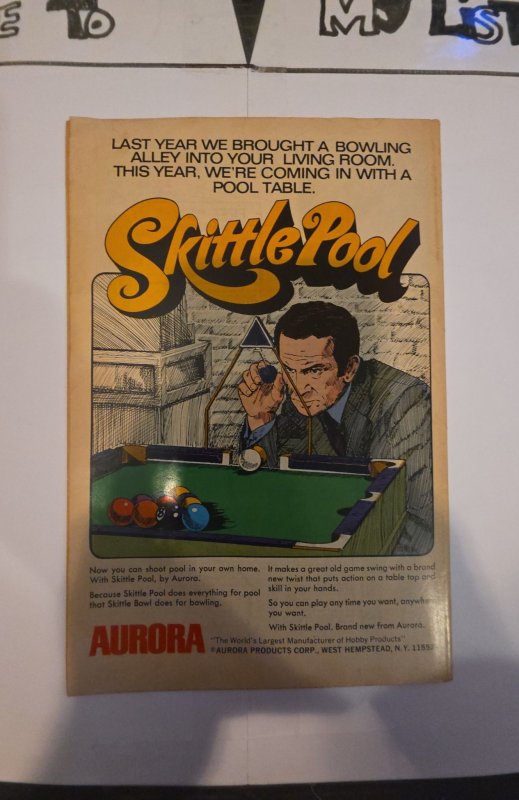 E TO MY LIST
LAST YEAR WE BROUGHT A BOWLING
ALLEY INTO YOUR LIVING ROOM.
THIS YEAR, WE'RE COMING IN WITH A
POOL TABLE.
Skittle Pool
Now you can shoot pool in your own home.
With Skittle Pool, by Aurora.
Because Skittle Pool does everything for pool
that Skittle Bowl does for bowling.
It makes a great old game swing with a brand
new twist that puts action on a table top and
skill in your hands.
So you can play any time you want, anywhere
you want.
With Skittle Pool. Brand new from Aurora.
AURORA
"The World's Largest Manufacturer of Hobby Products"
©AURORA PRODUCTS CORP., WEST HEMPSTEAD, N.Y. 1155